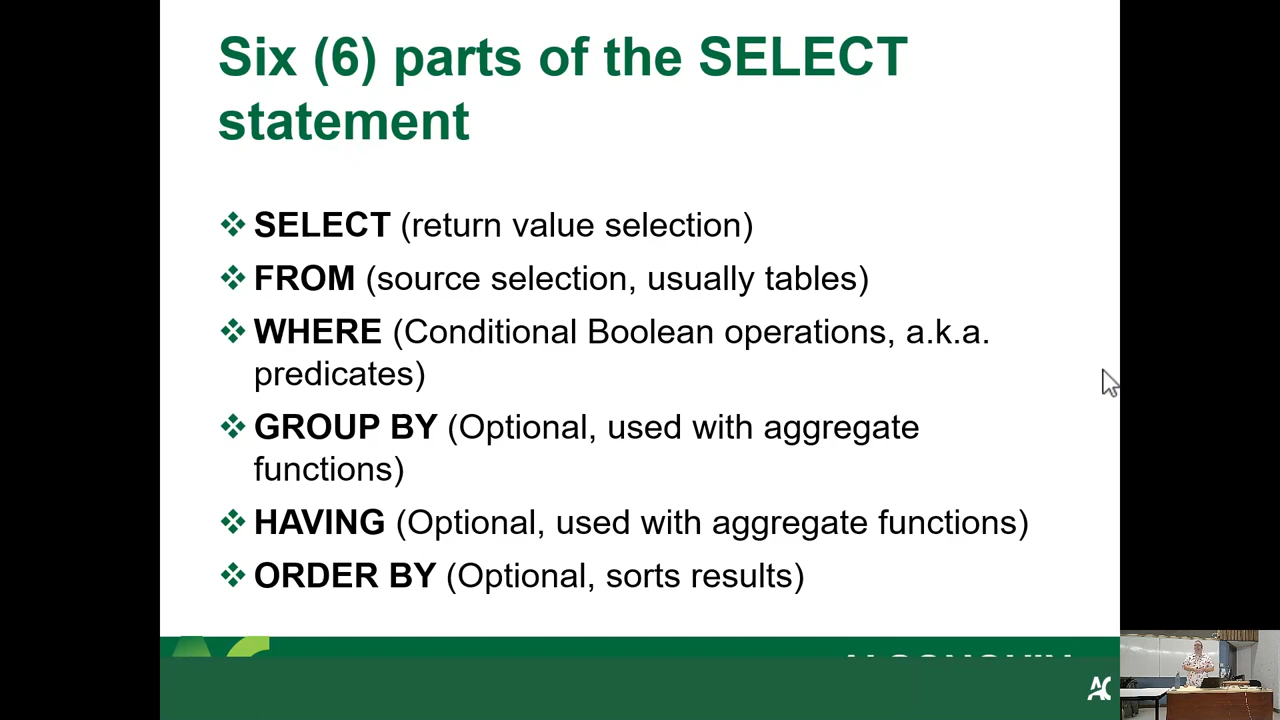 Six (6) parts of the SELECT
statement
❖ SELECT (return value selection)
❖ FROM (source selection, usually tables)
❖ WHERE (Conditional Boolean operations, a.k.a.
predicates)
❖ GROUP BY (Optional, used with aggregate
functions)
❖ HAVING (Optional, used with aggregate functions)
❖ ORDER BY (Optional, sorts results)